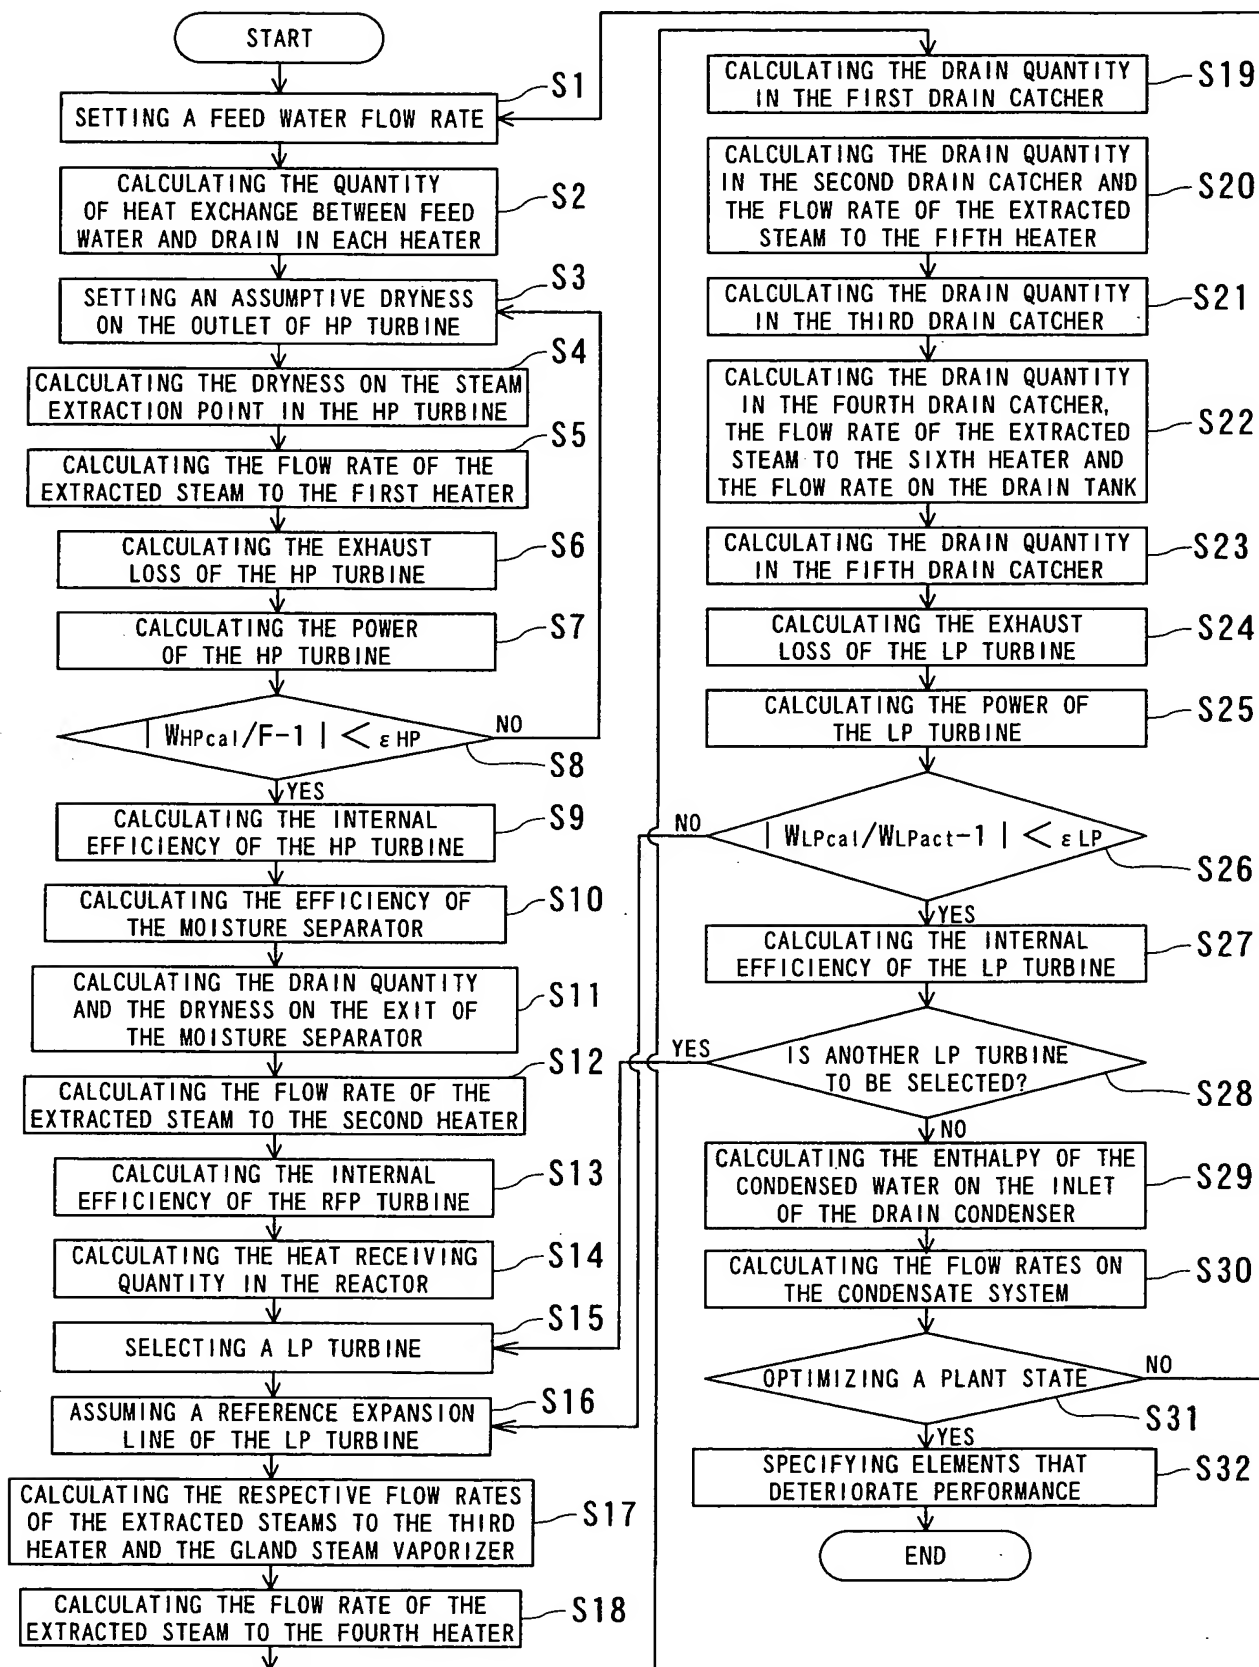 START
S1
SETTING A FEED WATER FLOW RATE
CALCULATING THE QUANTITY
OF HEAT EXCHANGE BETWEEN FEED
WATER AND DRAIN IN EACH HEATER
S2
SETTING AN ASSUMPTIVE DRYNESS
ON THE OUTLET OF HP TURBINE
S3
S4
CALCULATING THE DRYNESS ON THE STEAM
EXTRACTION POINT IN THE HP TURBINE
S5
CALCULATING THE FLOW RATE OF THE
EXTRACTED STEAM TO THE FIRST HEATER
CALCULATING THE EXHAUST
LOSS OF THE HP TURBINE
S6
CALCULATING THE POWER
OF THE HP TURBINE
S7
| WHPcal/F-1 | < εHP
NO
S8
YES
CALCULATING THE INTERNAL
EFFICIENCY OF THE HP TURBINE
S9
CALCULATING THE EFFICIENCY OF
THE MOISTURE SEPARATOR
S10
CALCULATING THE DRAIN QUANTITY
AND THE DRYNESS ON THE EXIT OF
THE MOISTURE SEPARATOR
S11
S12
CALCULATING THE FLOW RATE OF THE
EXTRACTED STEAM TO THE SECOND HEATER
CALCULATING THE INTERNAL
EFFICIENCY OF THE RFP TURBINE
S13
CALCULATING THE HEAT RECEIVING
QUANTITY IN THE REACTOR
S14
S15
SELECTING A LP TURBINE
ASSUMING A REFERENCE EXPANSION
LINE OF THE LP TURBINE
S16
CALCULATING THE RESPECTIVE FLOW RATES
OF THE EXTRACTED STEAMS TO THE THIRD
HEATER AND THE GLAND STEAM VAPORIZER
S17
CALCULATING THE FLOW RATE OF THE
EXTRACTED STEAM TO THE FOURTH HEATER
S18
CALCULATING THE DRAIN QUANTITY
IN THE FIRST DRAIN CATCHER
S19
CALCULATING THE DRAIN QUANTITY
IN THE SECOND DRAIN CATCHER AND
THE FLOW RATE OF THE EXTRACTED
STEAM TO THE FIFTH HEATER
S20
CALCULATING THE DRAIN QUANTITY
IN THE THIRD DRAIN CATCHER
S21
CALCULATING THE DRAIN QUANTITY
IN THE FOURTH DRAIN CATCHER,
THE FLOW RATE OF THE EXTRACTED
STEAM TO THE SIXTH HEATER AND
THE FLOW RATE ON THE DRAIN TANK
S22
CALCULATING THE DRAIN QUANTITY
IN THE FIFTH DRAIN CATCHER
S23
CALCULATING THE EXHAUST
LOSS OF THE LP TURBINE
S24
CALCULATING THE POWER OF
THE LP TURBINE
S25
NO
| WLPcal/WLPact-1 | < εLP
S26
YES
CALCULATING THE INTERNAL
EFFICIENCY OF THE LP TURBINE
S27
YES
IS ANOTHER LP TURBINE
TO BE SELECTED?
S28
NO
CALCULATING THE ENTHALPY OF THE
CONDENSED WATER ON THE INLET
OF THE DRAIN CONDENSER
S29
CALCULATING THE FLOW RATES ON
THE CONDENSATE SYSTEM
S30
OPTIMIZING A PLANT STATE
NO
S31
YES
SPECIFYING ELEMENTS THAT
DETERIORATE PERFORMANCE
S32
END